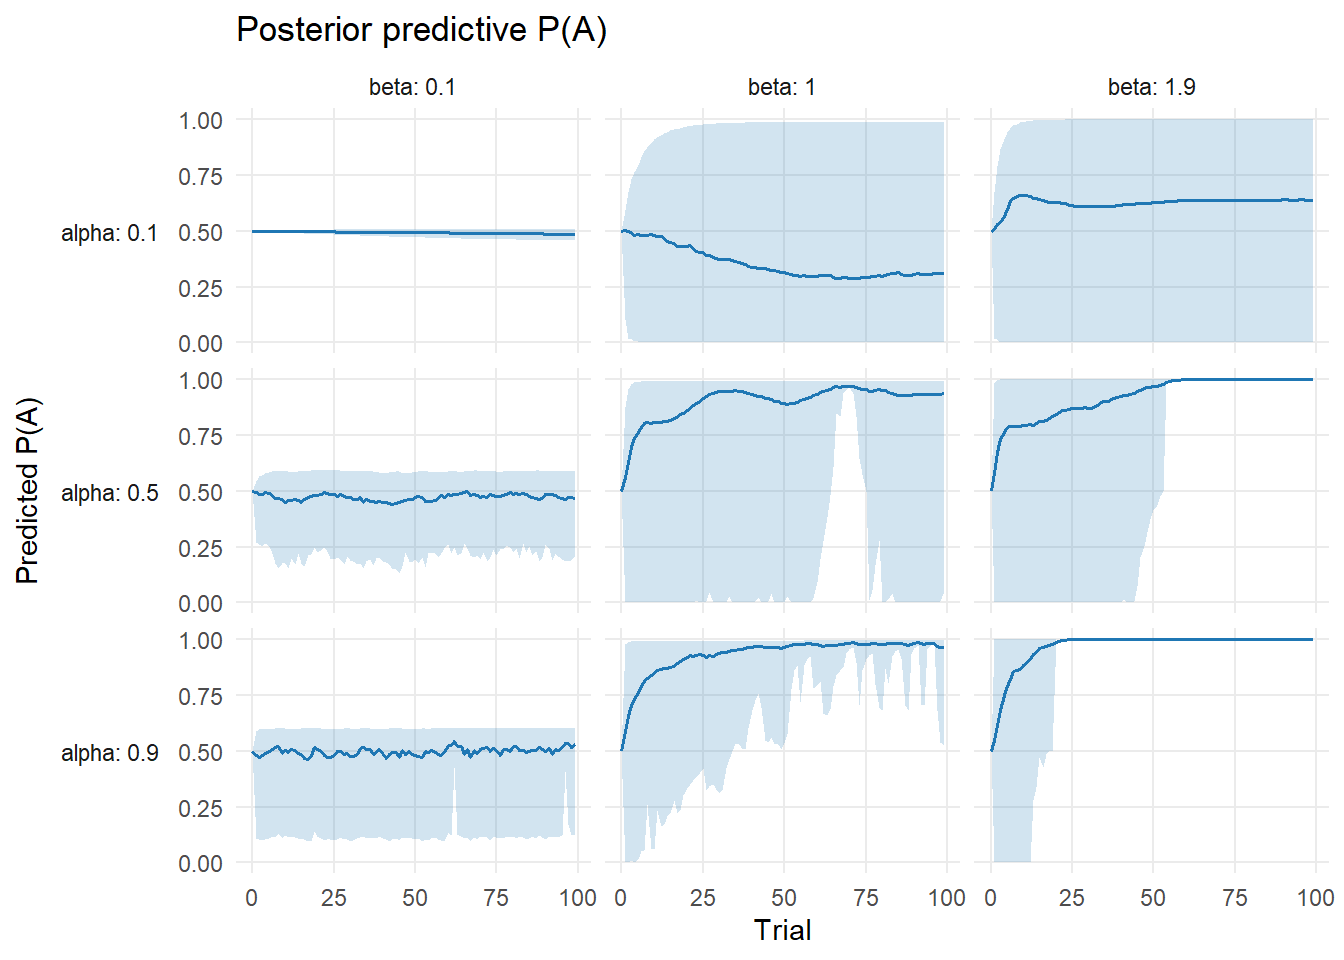 Posterior predictive P(A)
beta: 0.1 beta: 1 beta: 1.9
1.00
0.75
alpha: 0.1 0.50
0.25
0.00
1.00
0.75
alpha: 0.5 0.50
0.25
0.00
1.00
0.75
alpha: 0.9 0.50
0.25
0.00
Predicted P(A)
0 25 50 75 100 0 25 50 75 100 0 25 50 75 100
Trial